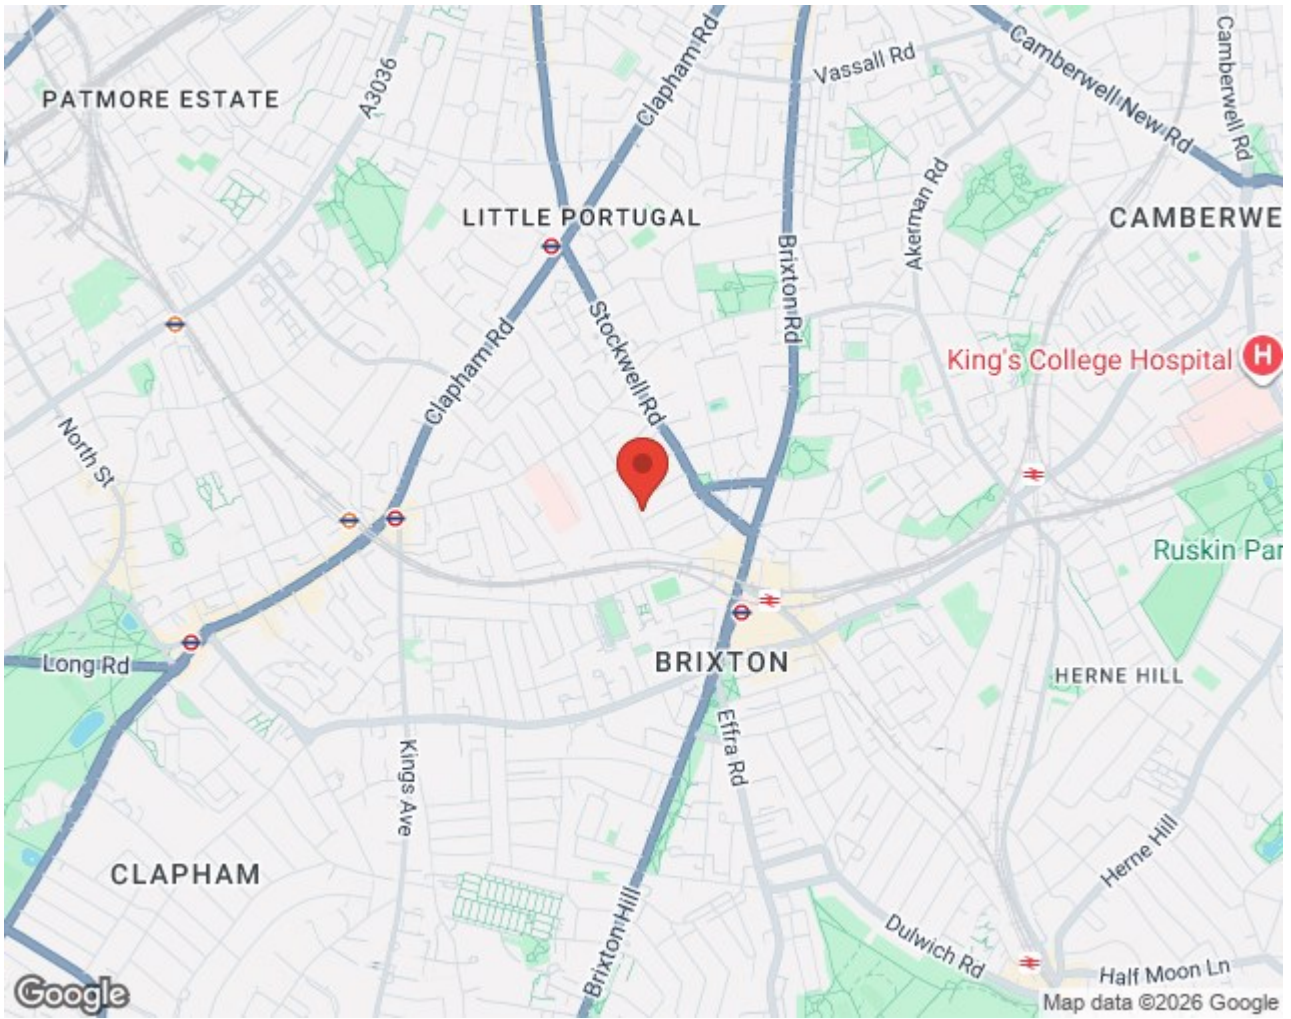 Clapham Rd
Vassall Rd
Camberwell New Rd
Camberwell Rd
A3036
PATMORE ESTATE
Akerman Rd
LITTLE PORTUGAL
CAMBERWE
Brixton Rd
Stockwell Rd
Clapham Rd
King's College Hospital
H
North St
Ruskin Par
Long Rd
BRIXTON
HERNE HILL
Effra Rd
Kings Ave
CLAPHAM
Herne Hill
Brixton Hill
Dulwich Rd
Half Moon Ln
Google
Map data ©2026 Google